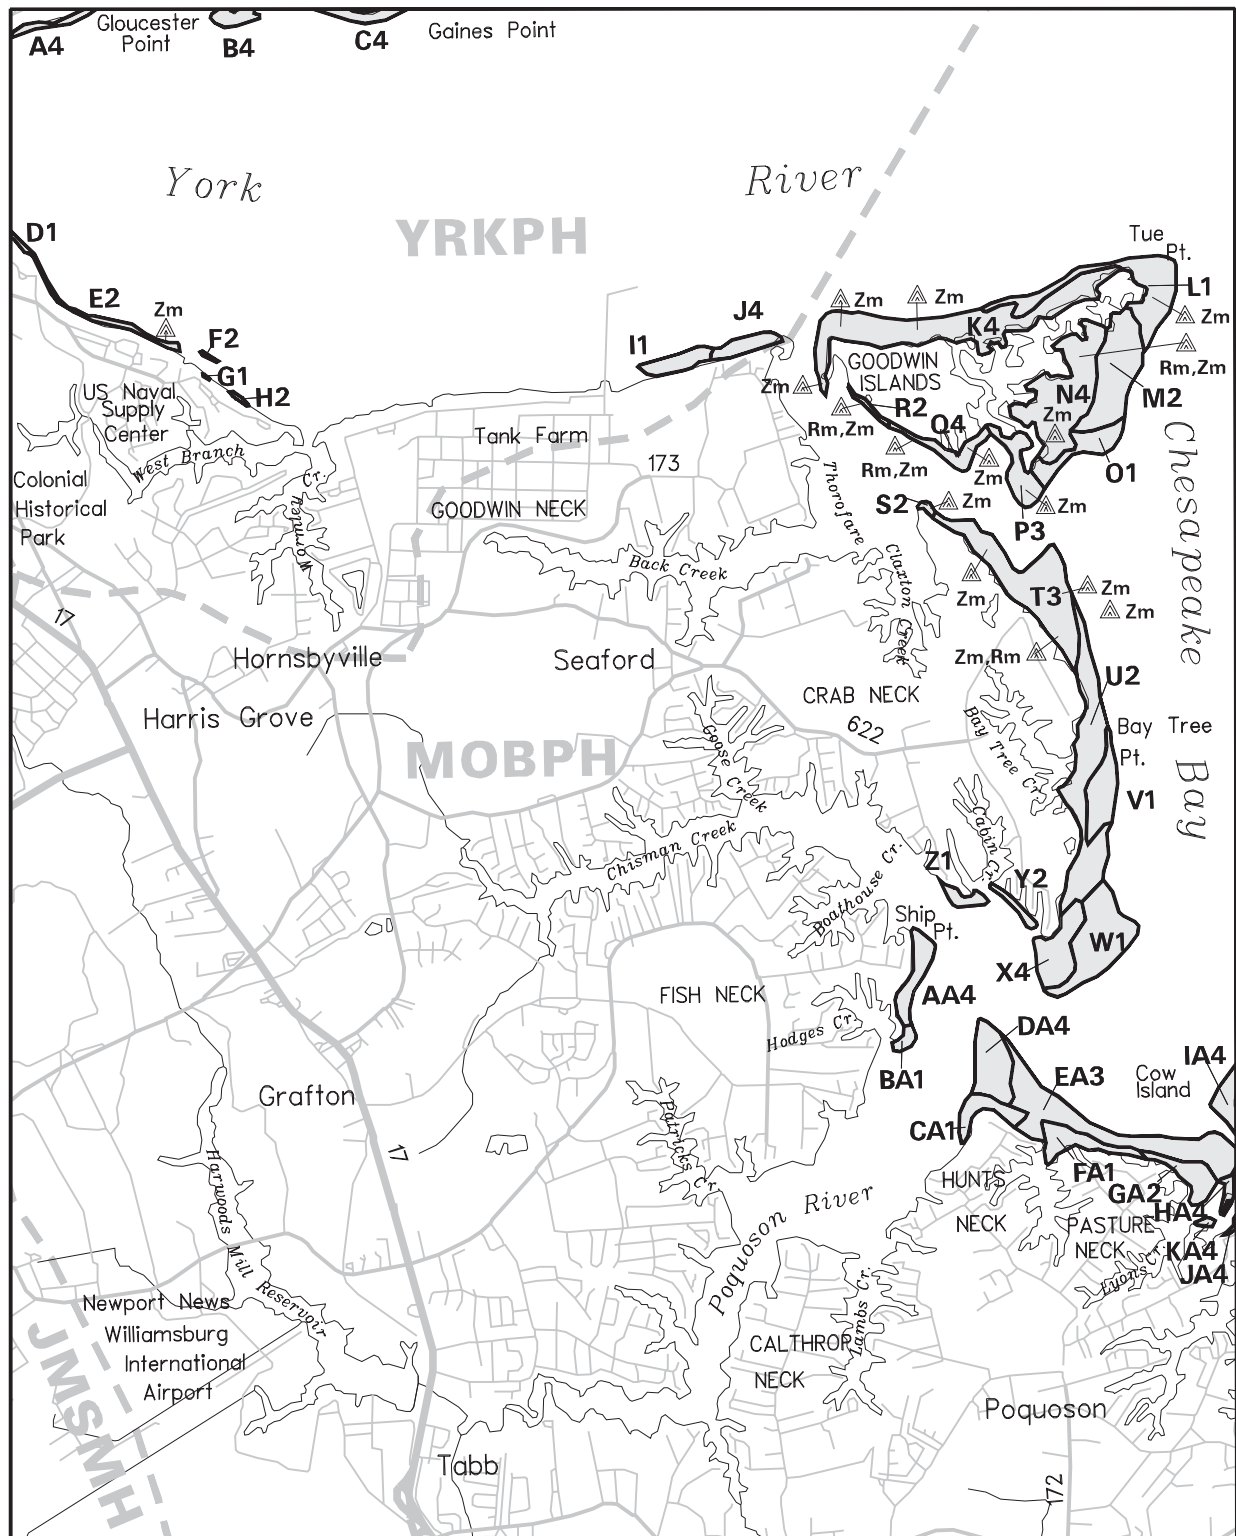 Gloucester
Point
Gaines Point
A4
B4
C4
York
River
YRKPH
D1
E2
Zm
F2
G1
H2
US Naval
Supply
Center
West Branch
Colonial
Historical
Park
Wormley
Cr.
I1
J4
Tank Farm
173
GOODWIN NECK
Tue
Pt.
L1
Zm
Zm
K4
Zm
Rm,Zm
GOODWIN
ISLANDS
Zm
R2
Rm,Zm
Q4
Rm,Zm
Zm
N4
Zm
M2
O1
P3
Zm
S2
Zm
Chesapeake
Bay
Thorofare
Claxton
Creek
Back Creek
Zm
T3
Zm
Zm
Zm,Rm
U2
17
Hornsbyville
Seaford
CRAB NECK
622
Harris Grove
MOBPH
Goose Creek
Bay Tree Cr.
Bay Tree
Pt.
V1
Chisman Creek
Cabin Cr.
Boathouse Cr.
Z1
Y2
Ship
Pt.
W1
X4
FISH NECK
AA4
Hodges Cr.
BA1
DA4
EA3
IA4
Cow
Island
CA1
Grafton
17
Patricks Cr.
Harwoods Mill Reservoir
HUNTS
NECK
FA1
GA2
HA4
PASTURE
NECK
KA4
JA4
Lyons Cr.
Poquoson River
Lambs Cr.
Newport News
Williamsburg
International
Airport
JMSMH
CALTHROP
NECK
Poquoson
Tabb
172